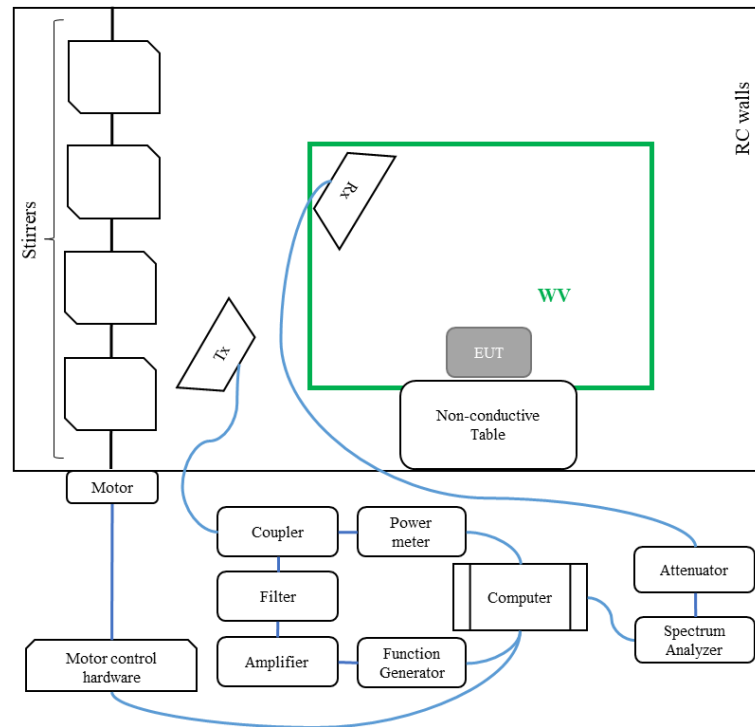 RC walls
Stirrers
Rx
WV
Tx
EUT
Non-conductive
Table
Motor
Coupler
Power
meter
Attenuator
Filter
Computer
Spectrum
Analyzer
Motor control
hardware
Amplifier
Function
Generator